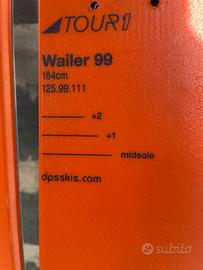 TOUR1
Wailer 99
184cm
125.99.111
+2
+1
midsole
dpsskis.com
subito